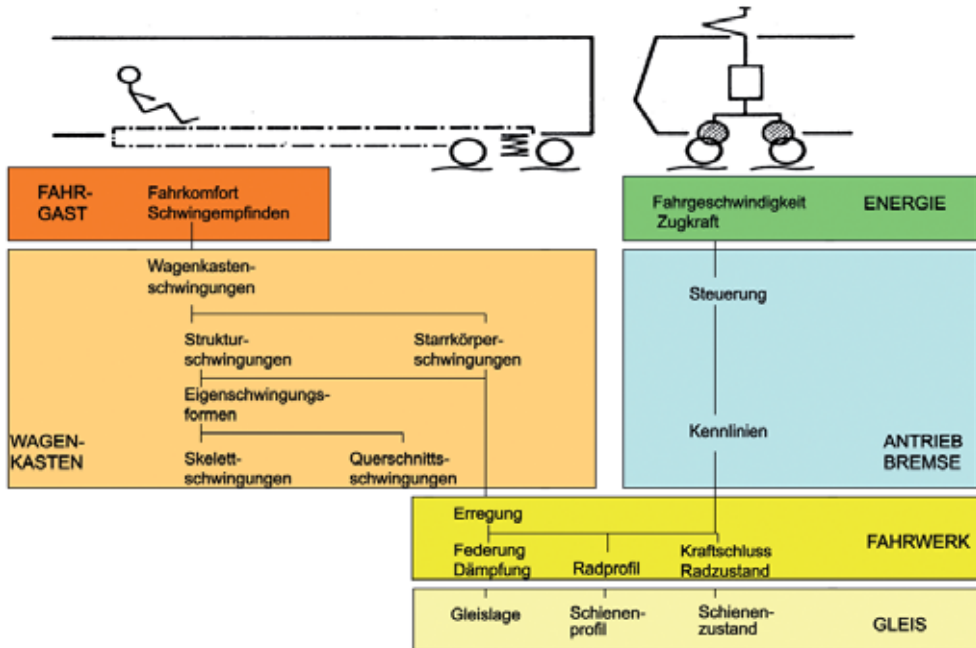 FAHR-
GAST
Fahrkomfort
Schwingempfinden
Fahrgeschwindigkeit
Zugkraft
ENERGIE
Wagenkasten-
schwingungen
Struktur-
schwingungen
Starrkörper-
schwingungen
Eigenschwingungs-
formen
Skelett-
schwingungen
Querschnitts-
schwingungen
WAGEN-
KASTEN
Steuerung
Kennlinien
ANTRIEB
BREMSE
Erregung
Federung
Dämpfung
Radprofil
Kraftschluss
Radzustand
FAHRWERK
Gleislage
Schienen-
profil
Schienen-
zustand
GLEIS